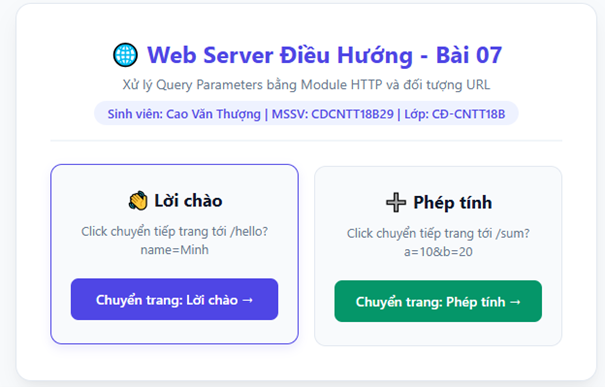 Web Server Điều Hướng - Bài 07
Xử lý Query Parameters bằng Module HTTP và đối tượng URL
Sinh viên: Cao Văn Thượng | MSSV: CDCNTT18B29 | Lớp: CĐ-CNTT18B
Lời chào
Click chuyển tiếp trang tới /hello?
name=Minh
Chuyển trang: Lời chào →
Phép tính
Click chuyển tiếp trang tới /sum?
a=10&b=20
Chuyển trang: Phép tính →